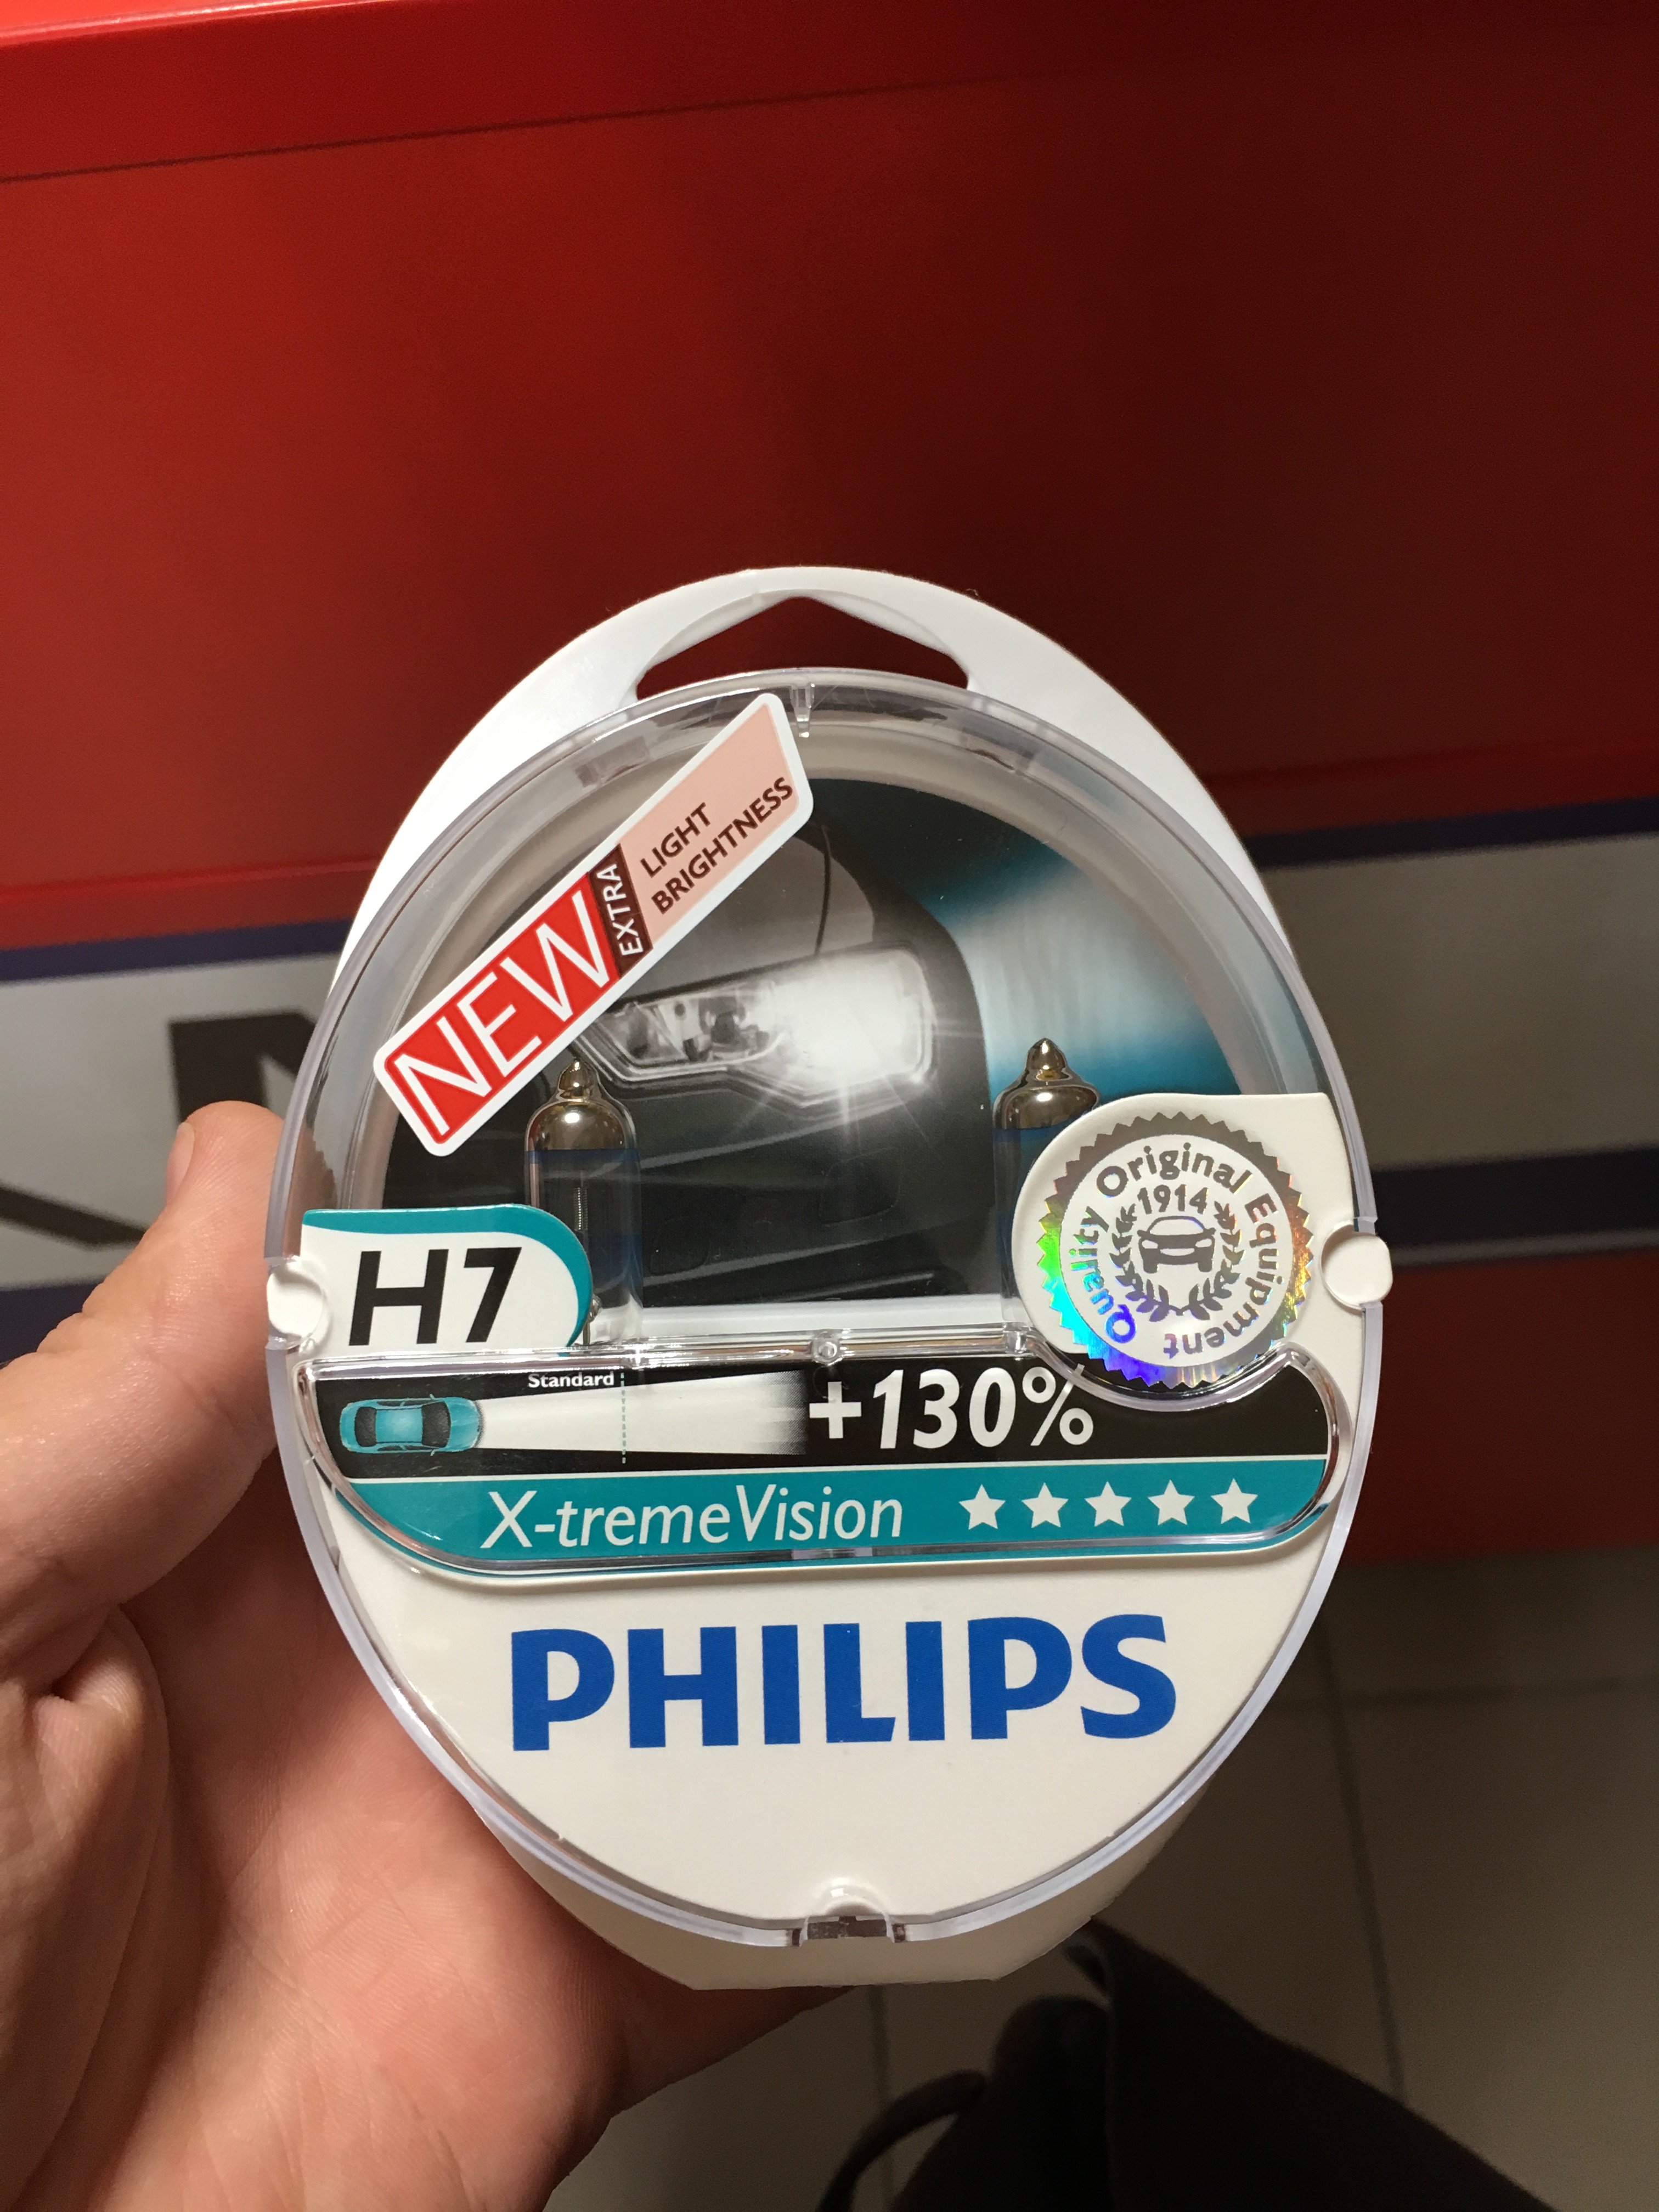 NEW
EXTRA
LIGHT
BRIGHTNESS
H7
Original Equipment
Quality
1914
Standard
+130%
X-tremeVision
PHILIPS